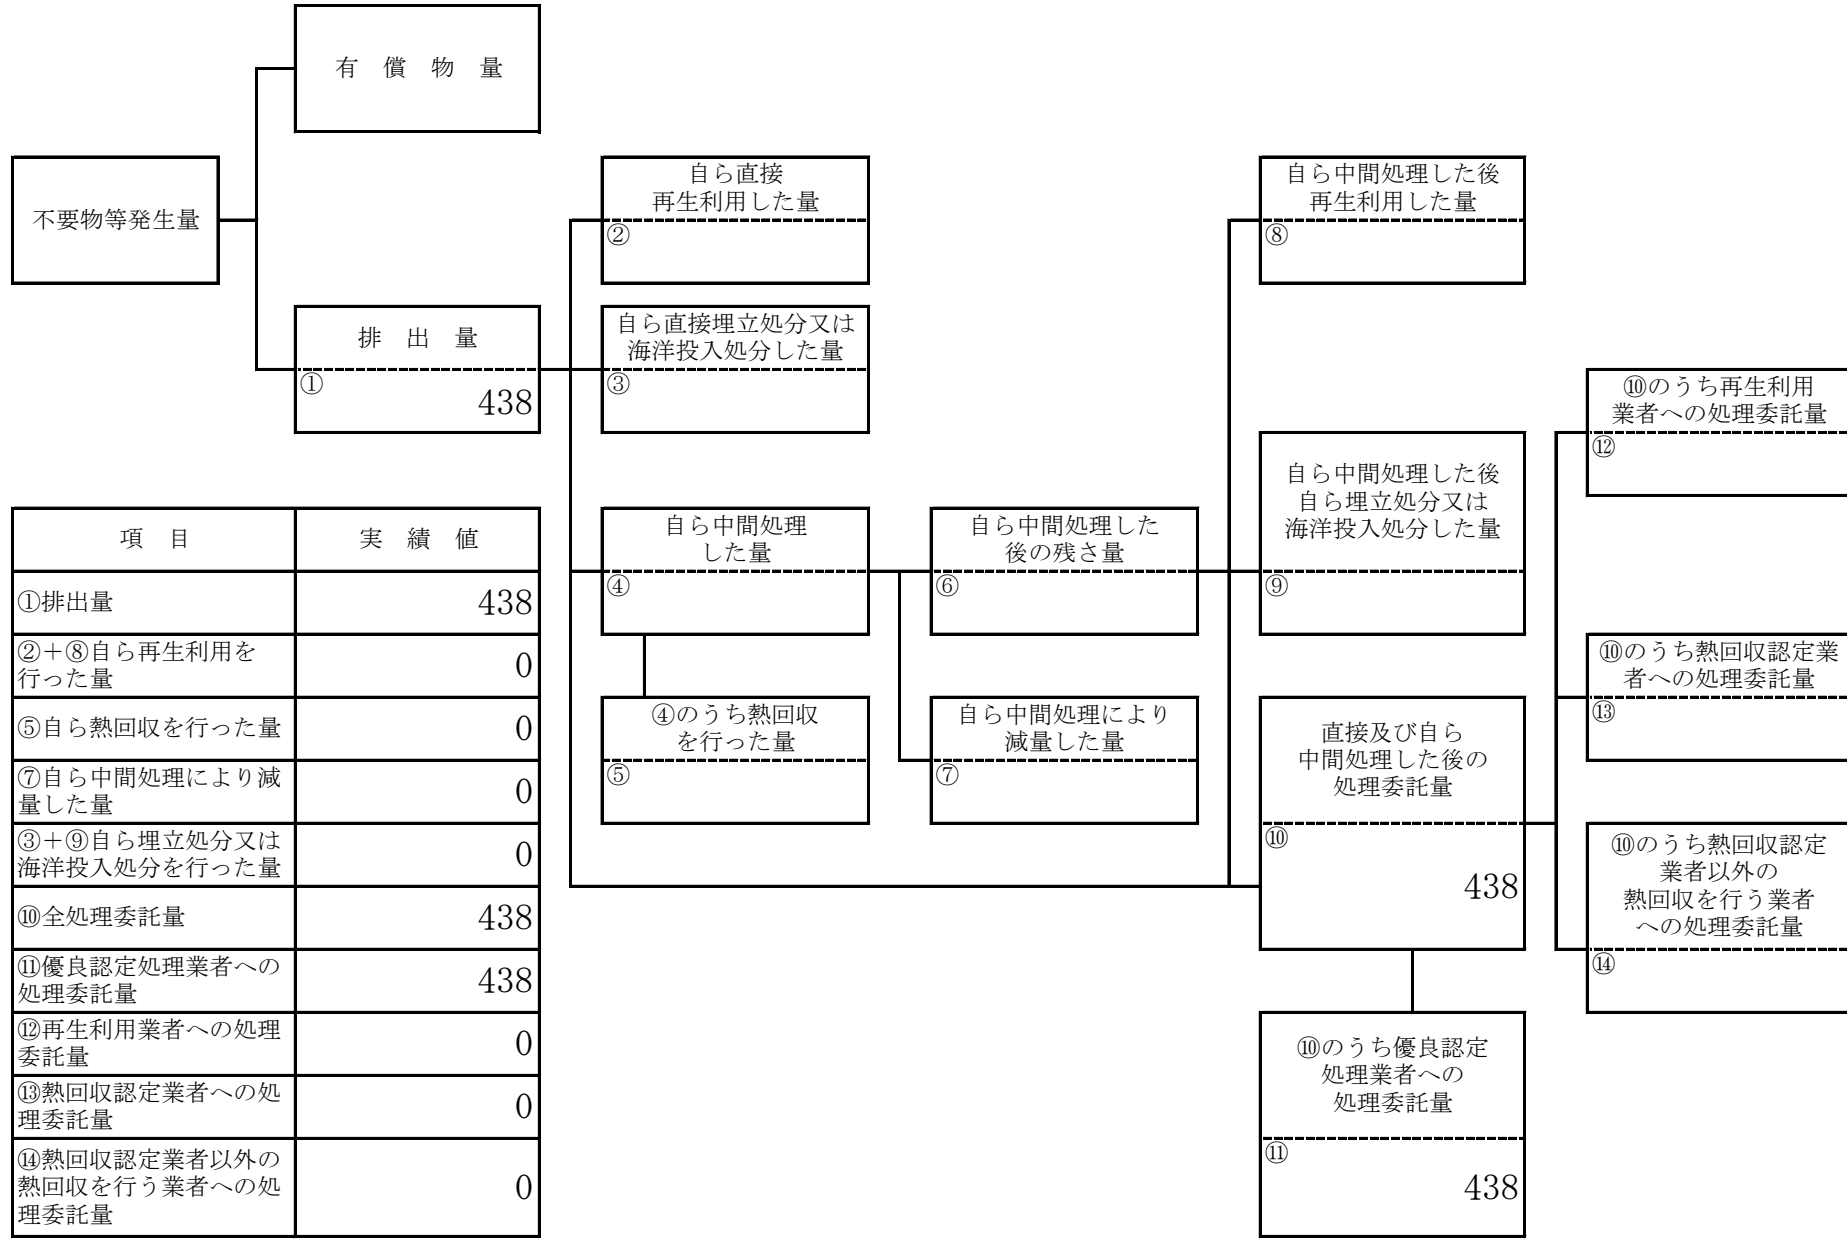 有 償 物 量
不要物等発生量
自ら直接
再生利用した量
②
自ら中間処理した後
再生利用した量
⑧
排 出 量
①
438
自ら直接埋立処分又は
海洋投入処分した量
③
⑩のうち再生利用
業者への処理委託量
⑫
自ら中間処理した後
自ら埋立処分又は
海洋投入処分した量
⑨
自ら中間処理
した量
④
自ら中間処理した
後の残さ量
⑥
⑩のうち熱回収認定業
者への処理委託量
⑬
④のうち熱回収
を行った量
⑤
自ら中間処理により
減量した量
⑦
直接及び自ら
中間処理した後の
処理委託量
⑩
438
⑩のうち熱回収認定
業者以外の
熱回収を行う業者
への処理委託量
⑭
⑩のうち優良認定
処理業者への
処理委託量
⑪
438
項 目 実 績 値
①排出量 438
②＋⑧自ら再生利用を
行った量 0
⑤自ら熱回収を行った量 0
⑦自ら中間処理により減
量した量 0
③＋⑨自ら埋立処分又は
海洋投入処分を行った量 0
⑩全処理委託量 438
⑪優良認定処理業者への
処理委託量 438
⑫再生利用業者への処理
委託量 0
⑬熱回収認定業者への処
理委託量 0
⑭熱回収認定業者以外の
熱回収を行う業者への処
理委託量 0